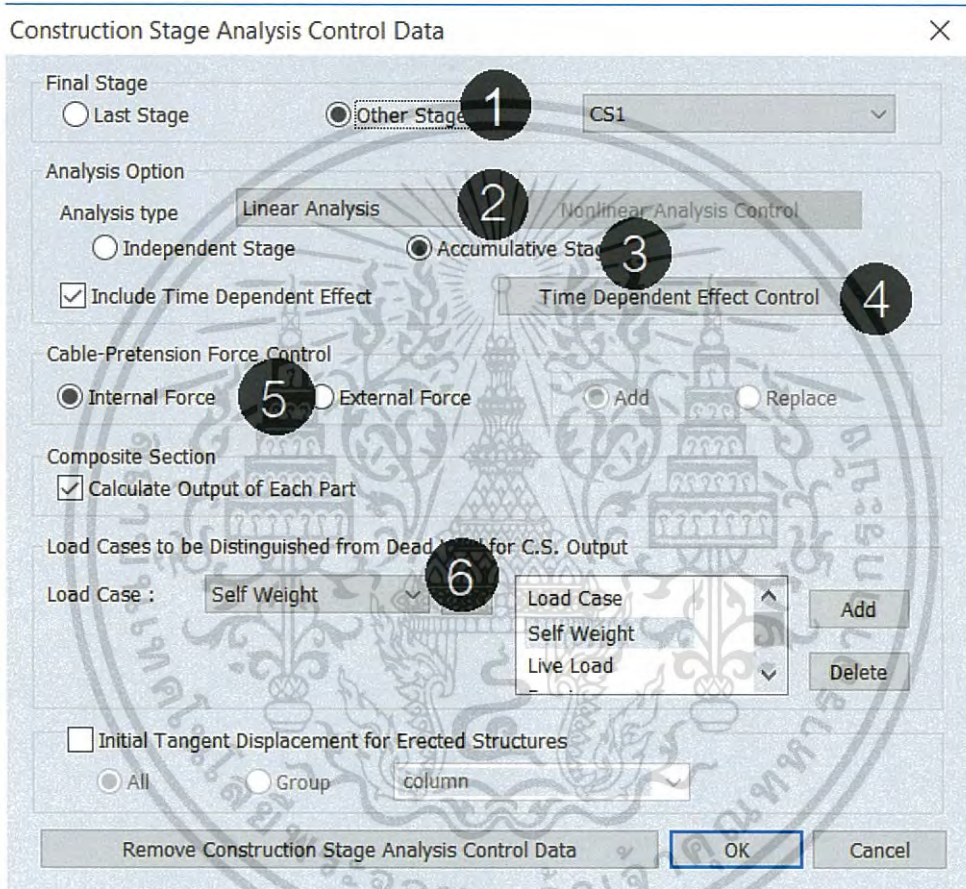 Construction Stage Analysis Control Data
Final Stage
Last Stage
Other Stage
1
CS1
Analysis Option
Analysis type
Linear Analysis
2
Nonlinear Analysis Control
Independent Stage
Accumulative Stag
3
Include Time Dependent Effect
Time Dependent Effect Control
4
Cable-Pretension Force Control
Internal Force
5
External Force
Add
Replace
Composite Section
Calculate Output of Each Part
Load Cases to be Distinguished from Dead for C.S. Output
Load Case :
Self Weight
6
Load Case
Self Weight
Live Load
Add
Delete
Initial Tangent Displacement for Erected Structures
All
Group
column
Remove Construction Stage Analysis Control Data
OK
Cancel